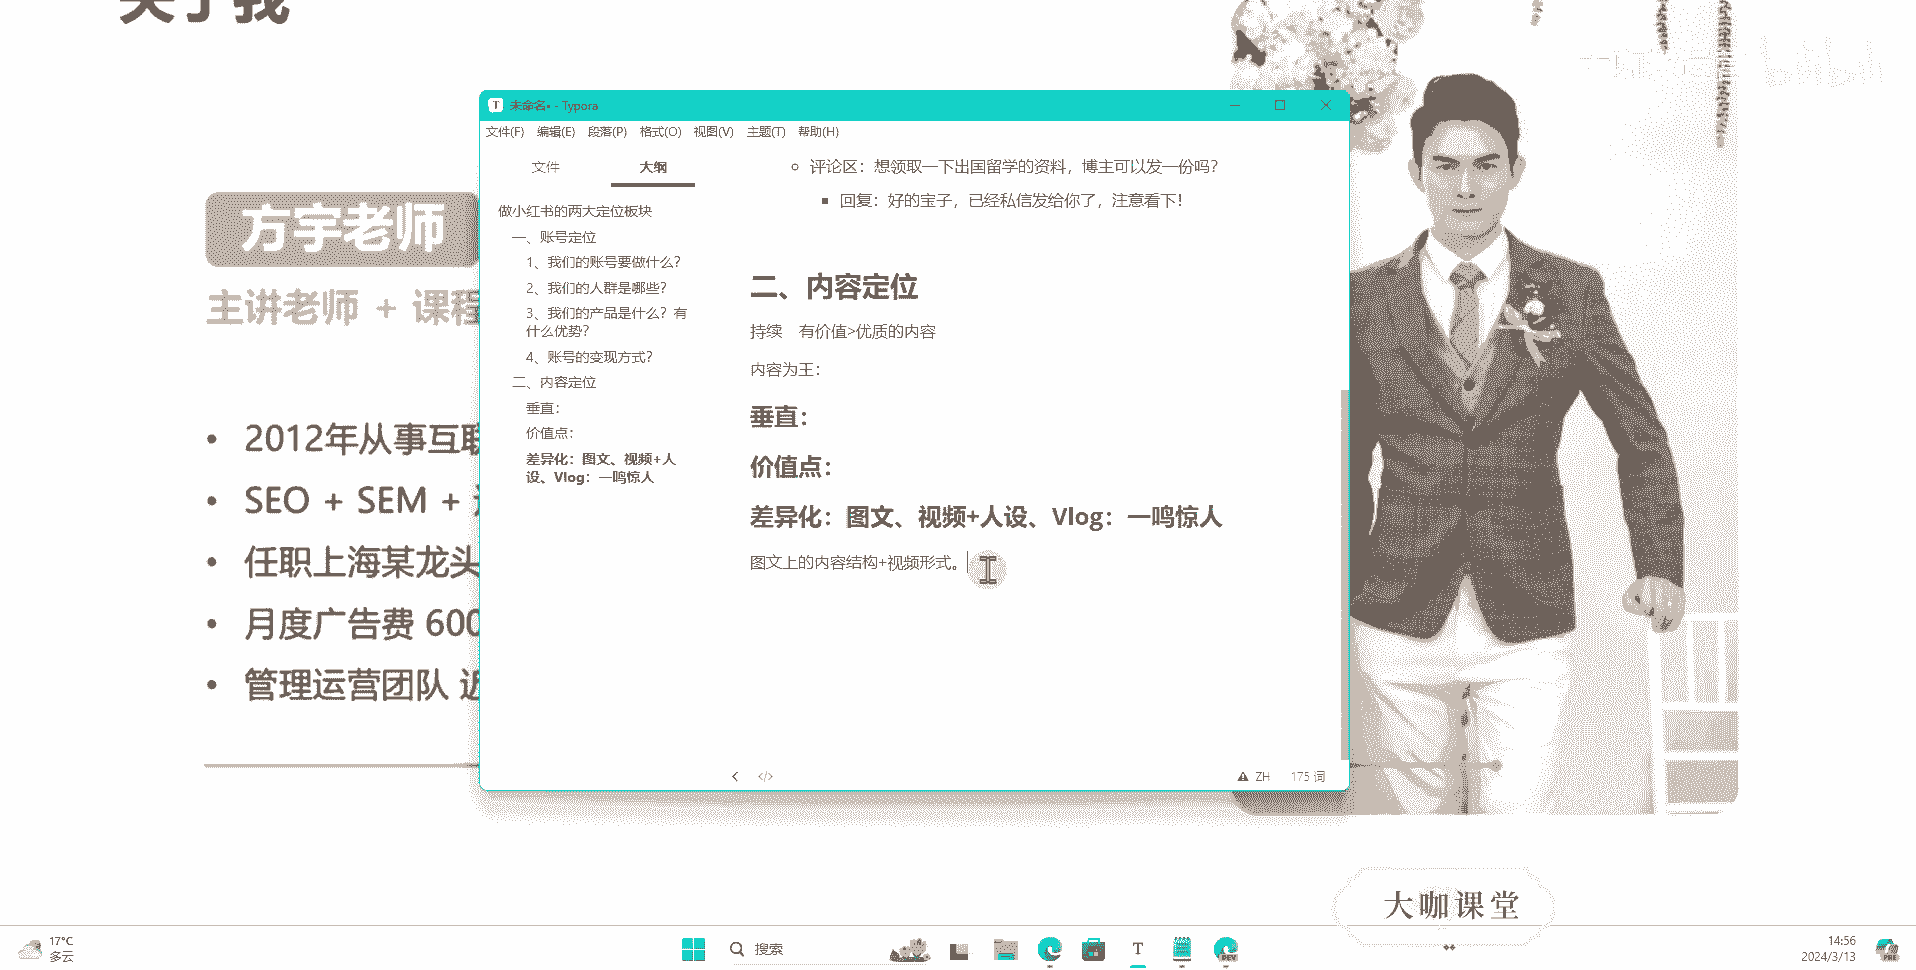 关于我
bilibili
方宇老师
主讲老师 + 课程
• 2012年从事互联
• SEO + SEM +
• 任职上海某龙头
• 月度广告费 600
• 管理运营团队 近
未命名• - Typora
文件(F) 编辑(E) 段落(P) 格式(O) 视图(V) 主题(T) 帮助(H)
文件 大纲
做小红书的两大定位板块
一、账号定位
1、我们的账号要做什么？
2、我们的人群是哪些？
3、我们的产品是什么？有
什么优势？
4、账号的变现方式？
二、内容定位
垂直：
价值点：
差异化：图文、视频+人
设、Vlog：一鸣惊人
评论区：想领取一下出国留学的资料，博主可以发一份吗？
回复：好的宝子，已经私信发给你了，注意看下！
二、内容定位
持续 有价值>优质的内容
内容为王：
垂直：
价值点：
差异化：图文、视频+人设、Vlog：一鸣惊人
图文上的内容结构+视频形式。
ZH 175 词
大咖课堂
17°C
多云
搜索
T
DEV
14:56
2024/3/13
PRE